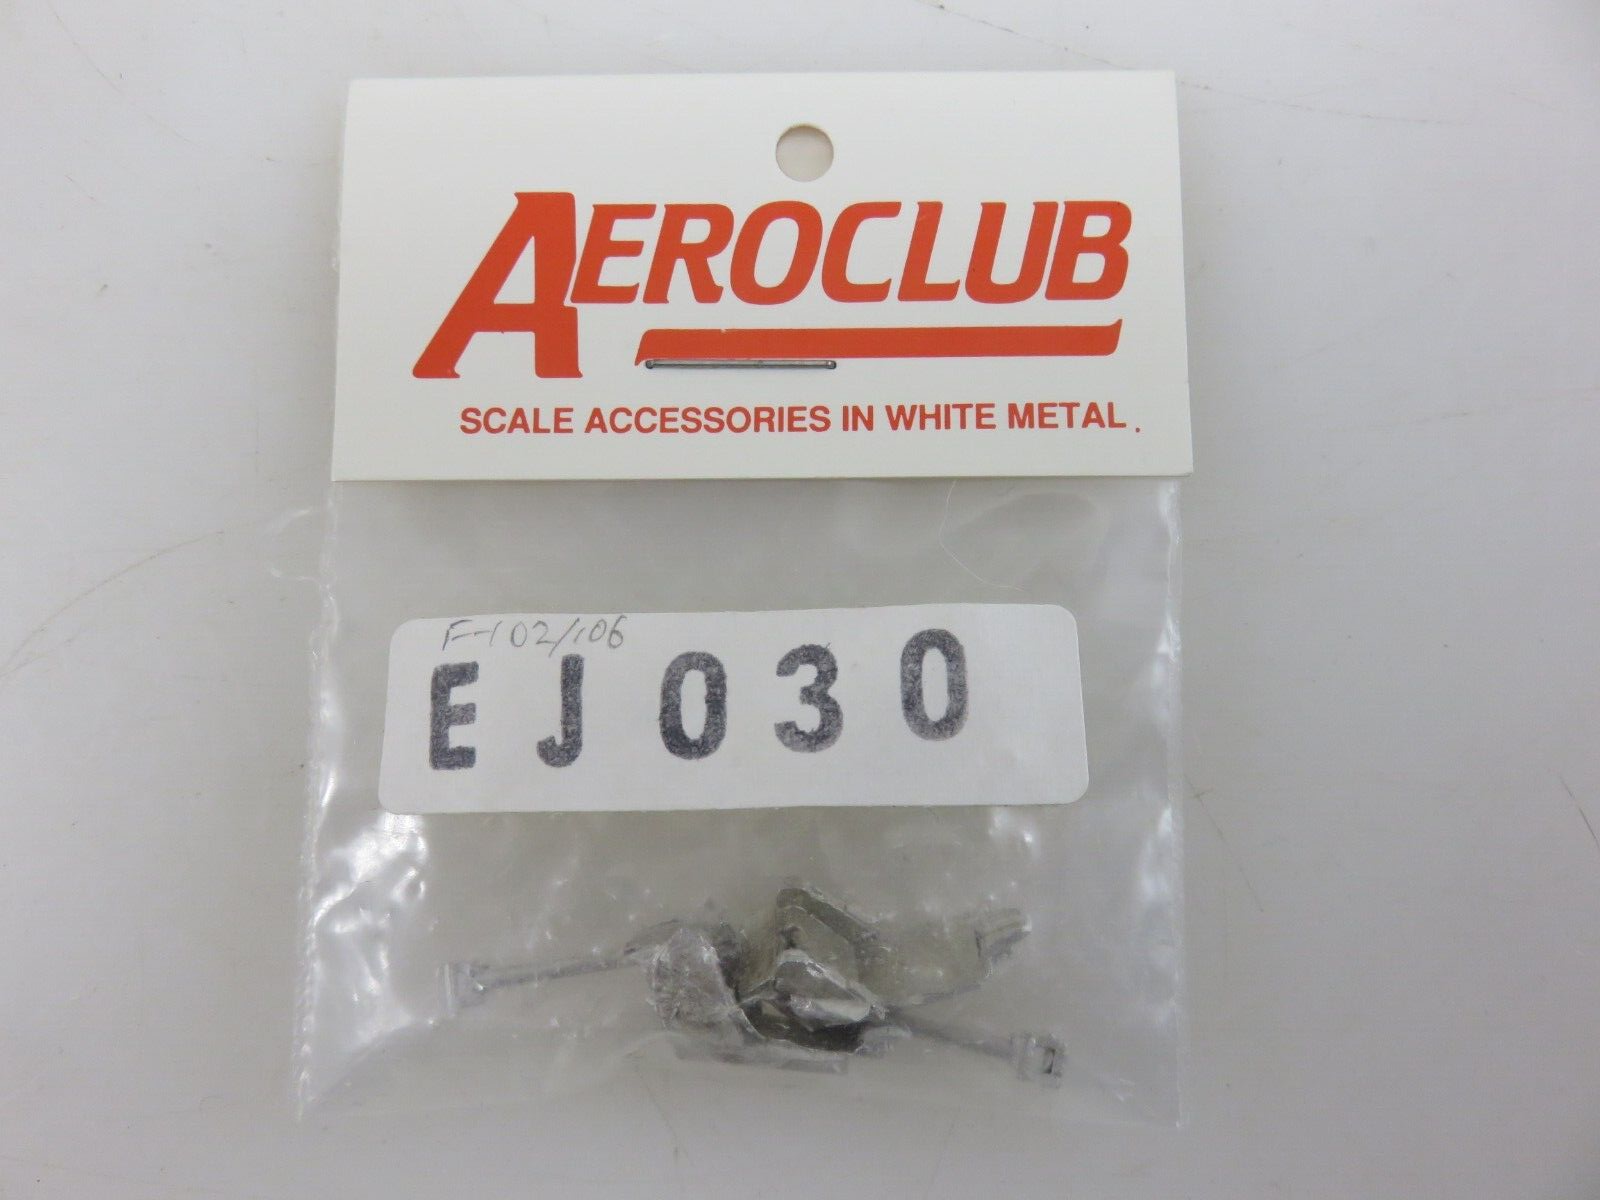 AEROCLUB
SCALE ACCESSORIES IN WHITE METAL.
F-102/106
EJ030